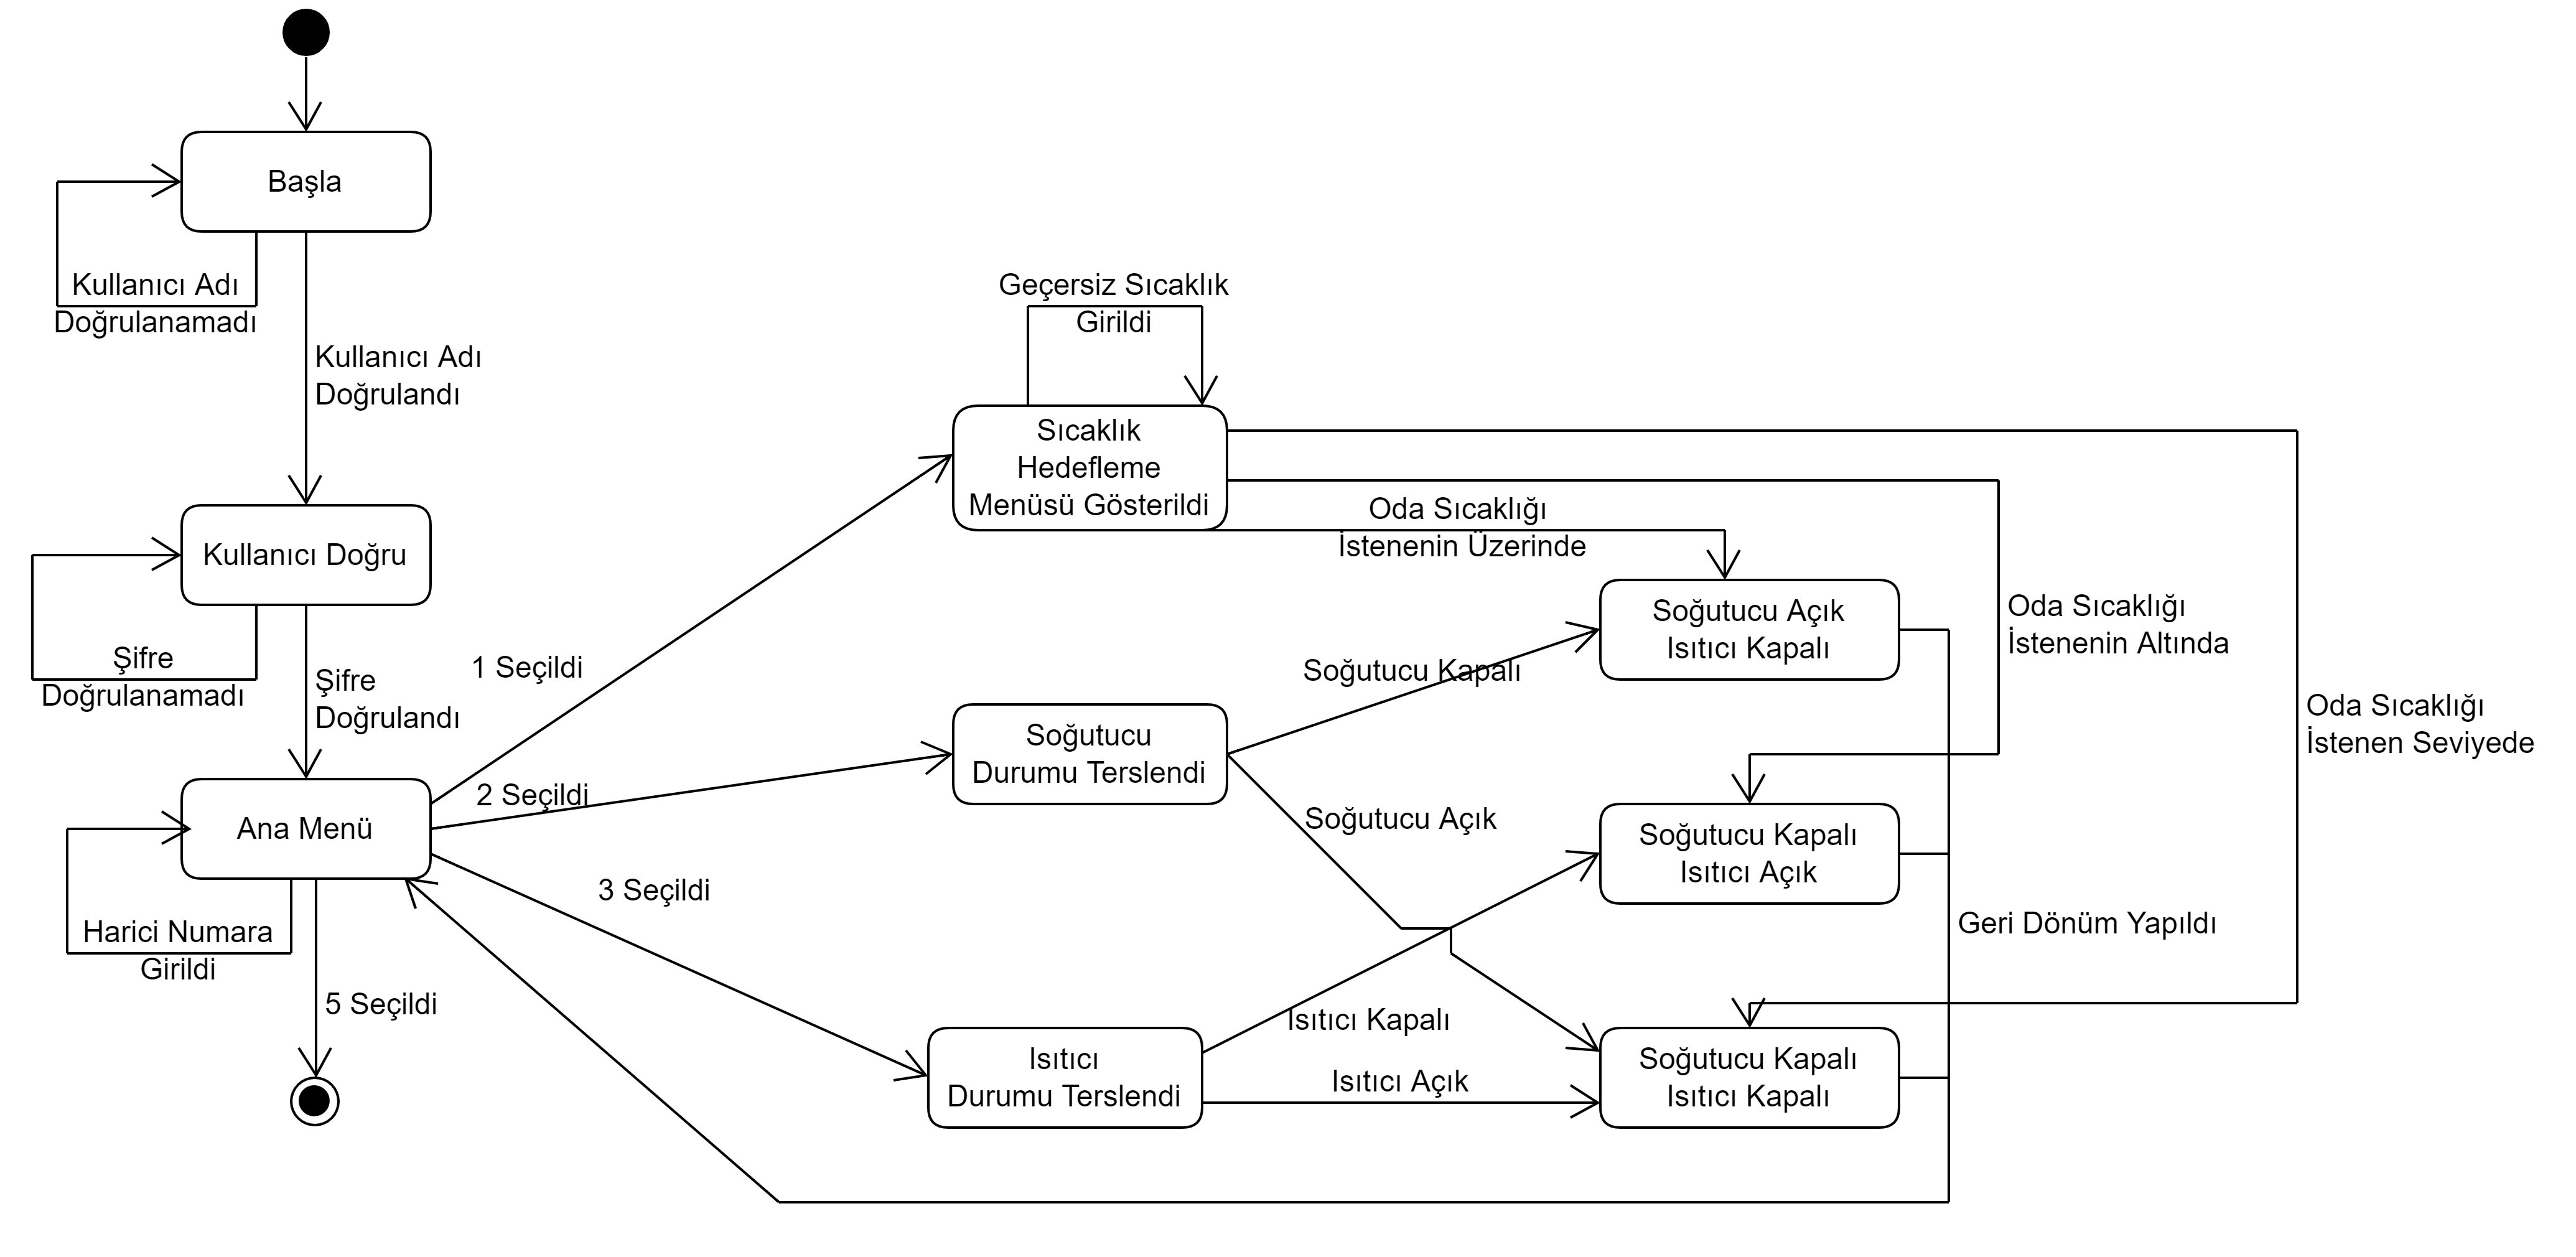 Başla
Kullanıcı Adı
Doğrulanamadı
Kullanıcı Adı
Doğrulandı
Kullanıcı Doğru
Şifre
Doğrulanamadı
Şifre
Doğrulandı
Ana Menü
Harici Numara
Girildi
5 Seçildi
1 Seçildi
2 Seçildi
3 Seçildi
Geçersiz Sıcaklık
Girildi
Sıcaklık
Hedefleme
Menüsü Gösterildi
Oda Sıcaklığı
İstenenin Üzerinde
Soğutucu
Durumu Terslendi
Soğutucu Kapalı
Soğutucu Açık
Isıtıcı
Durumu Terslendi
Isıtıcı Kapalı
Isıtıcı Açık
Soğutucu Açık
Isıtıcı Kapalı
Soğutucu Kapalı
Isıtıcı Açık
Soğutucu Kapalı
Isıtıcı Kapalı
Oda Sıcaklığı
İstenenin Altında
Geri Dönüm Yapıldı
Oda Sıcaklığı
İstenen Seviyede